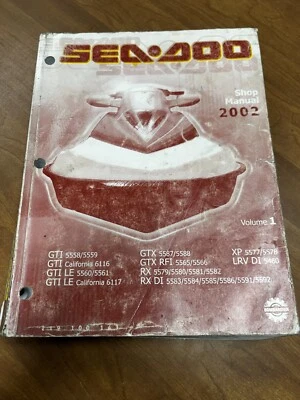 SEA·DOO
Shop
Manual
2002
Volume 1
GTI 5558/5559
GTI California 6116
GTI LE 5560/5561
GTI LE California 6117
GTX 5587/5588
GTX RFI 5565/5566
RX 5579/5580/5581/5582
RX DI 5583/5584/5585/5586/5591/5592
XP 5577/5578
LRV DI 5460